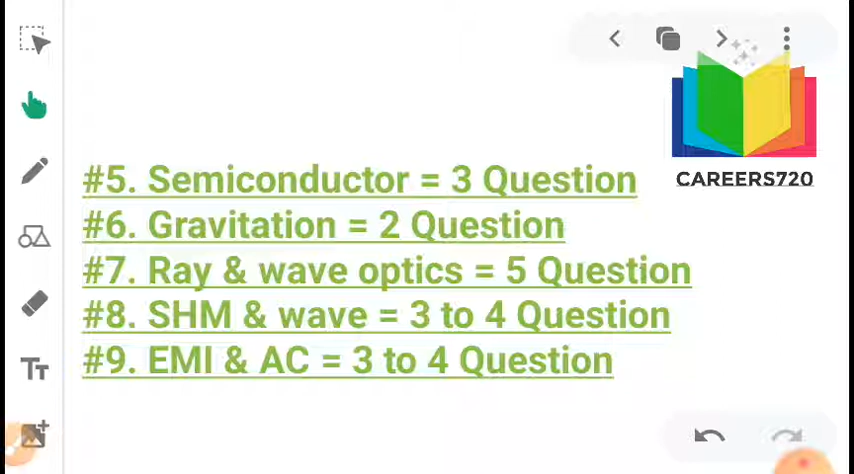 CAREERS720
#5. Semiconductor = 3 Question
#6. Gravitation = 2 Question
#7. Ray & wave optics = 5 Question
#8. SHM & wave = 3 to 4 Question
#9. EMI & AC = 3 to 4 Question
TT